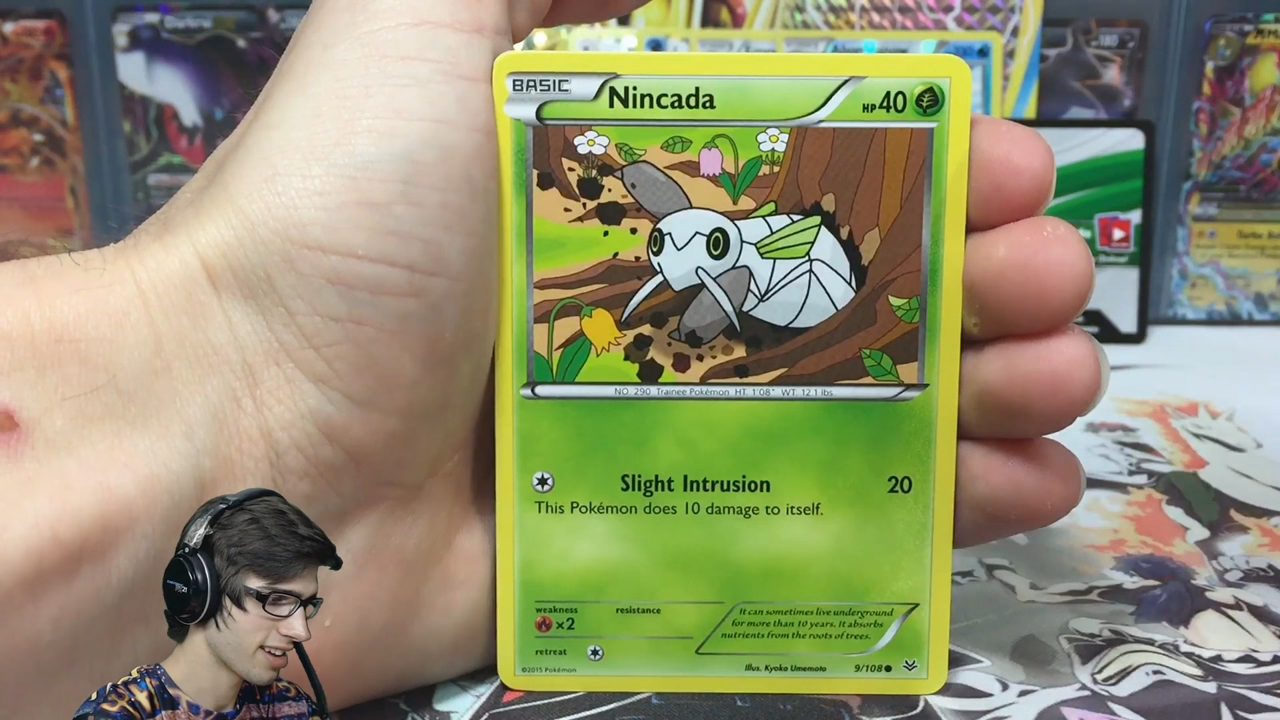 BASIC
Nincada
HP40
NO. 290 Trainee Pokémon HT. 1'08" WT. 12.1 lbs.
Slight Intrusion 20
This Pokémon does 10 damage to itself.
weakness resistance
×2
retreat
It can sometimes live underground
for more than 10 years. It absorbs
nutrients from the roots of trees.
©2015 Pokémon
Illus. Kyoko Umemoto
9/108
180